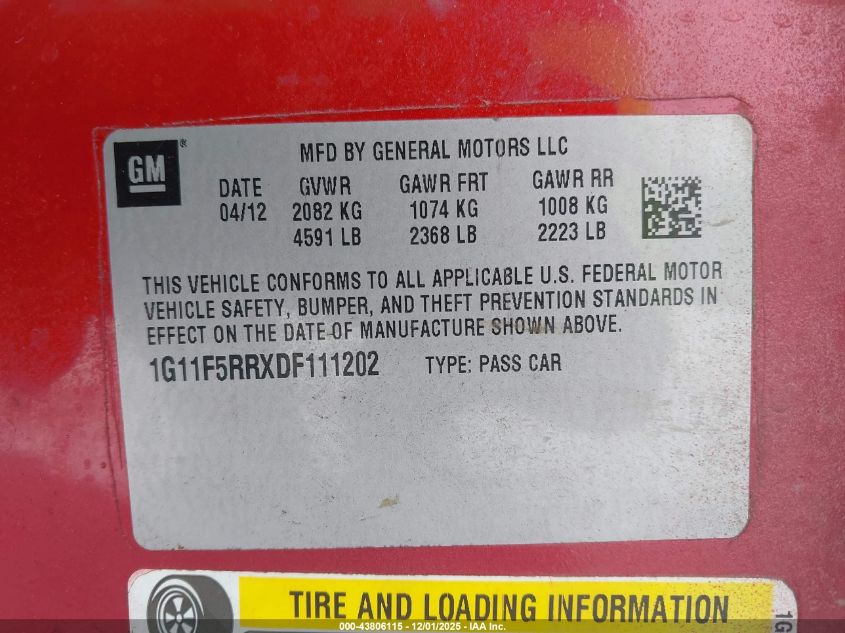 GM ®
MFD BY GENERAL MOTORS LLC
DATE GVWR GAWR FRT GAWR RR
04/12 2082 KG 1074 KG 1008 KG
4591 LB 2368 LB 2223 LB
THIS VEHICLE CONFORMS TO ALL APPLICABLE U.S. FEDERAL MOTOR
VEHICLE SAFETY, BUMPER, AND THEFT PREVENTION STANDARDS IN
EFFECT ON THE DATE OF MANUFACTURE SHOWN ABOVE.
1G11F5RRXDF111202 TYPE: PASS CAR
TIRE AND LOADING INFORMATION
1G
000-43806115 - 12/01/2025 - IAA Inc.